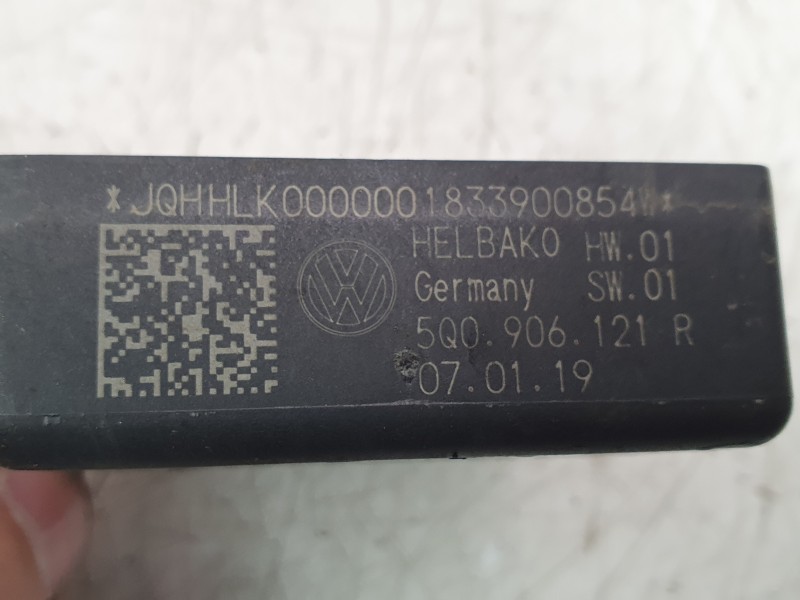 *JQHHLK0000001833900854W*
HELBAKO HW.01
Germany SW.01
5Q0.906.121 R
07.01.19